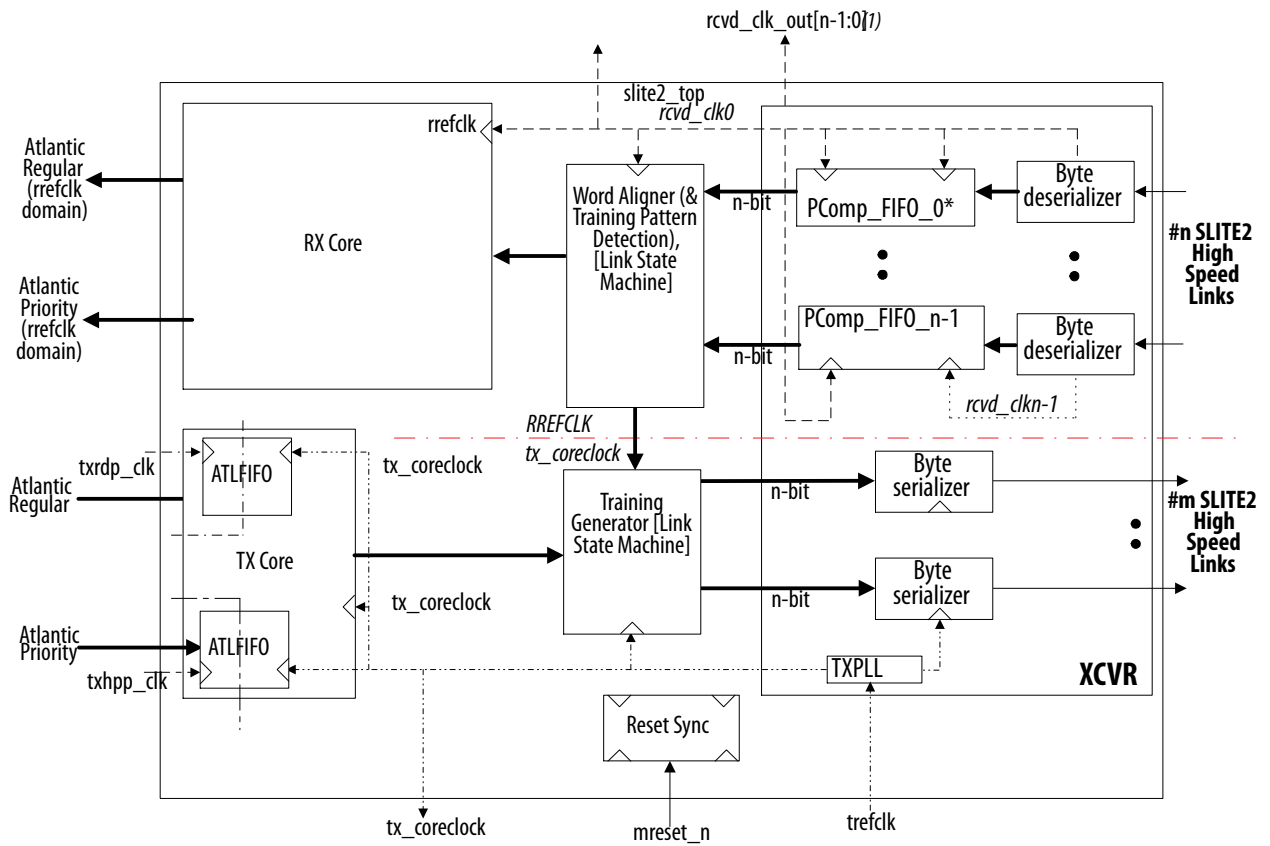 rcvd_clk_out[n-1:0](1)
slite2_top
rcvd_clk0
rrefclk
Atlantic
Regular
(rrefclk
domain)
RX Core
Word Aligner (&
Training Pattern
Detection),
[Link State
Machine]
n-bit
PComp_FIFO_0*
Byte
deserializer
#n SLITE2
High
Speed
Links
Atlantic
Priority
(rrefclk
domain)
n-bit
PComp_FIFO_n-1
Byte
deserializer
rcvd_clkn-1
RREFCLK
tx_coreclock
txrdp_clk
ATLFIFO
tx_coreclock
Atlantic
Regular
TX Core
Training
Generator [Link
State Machine]
n-bit
Byte
serializer
#m SLITE2
High
Speed
Links
tx_coreclock
n-bit
Byte
serializer
Atlantic
Priority
ATLFIFO
txhpp_clk
TXPLL
XCVR
Reset Sync
tx_coreclock
mreset_n
trefclk